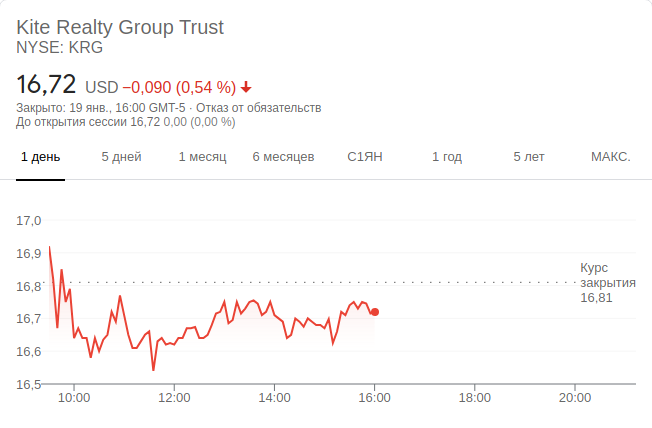 Kite Realty Group Trust
NYSE: KRG
16,72 USD −0,090 (0,54 %)
Закрыто: 19 янв., 16:00 GMT-5 · Отказ от обязательств
До открытия сессии 16,72 0,00 (0,00 %)
1 день 5 дней 1 месяц 6 месяцев С1ЯН 1 год 5 лет МАКС.
17,0
16,9
Курс
закрытия
16,81
16,8
16,7
16,6
16,5
10:00 12:00 14:00 16:00 18:00 20:00